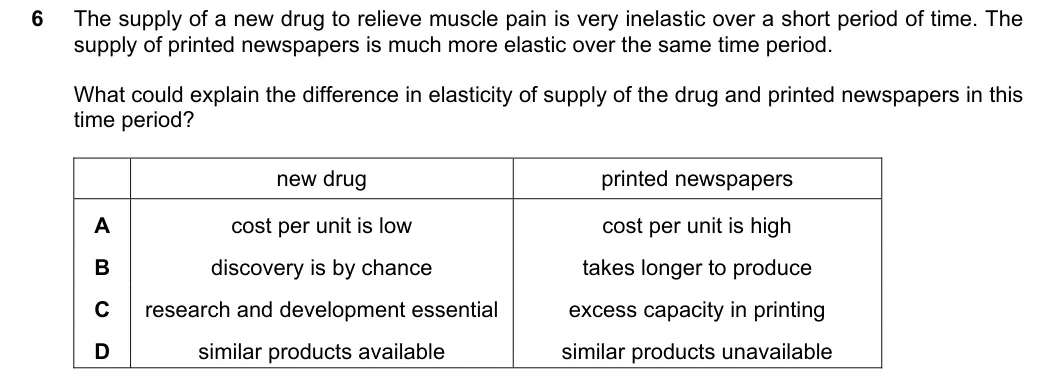 6 The supply of a new drug to relieve muscle pain is very inelastic over a short period of time. The
supply of printed newspapers is much more elastic over the same time period.
What could explain the difference in elasticity of supply of the drug and printed newspapers in this
time period?
new drug printed newspapers
A cost per unit is low cost per unit is high
B discovery is by chance takes longer to produce
C research and development essential excess capacity in printing
D similar products available similar products unavailable